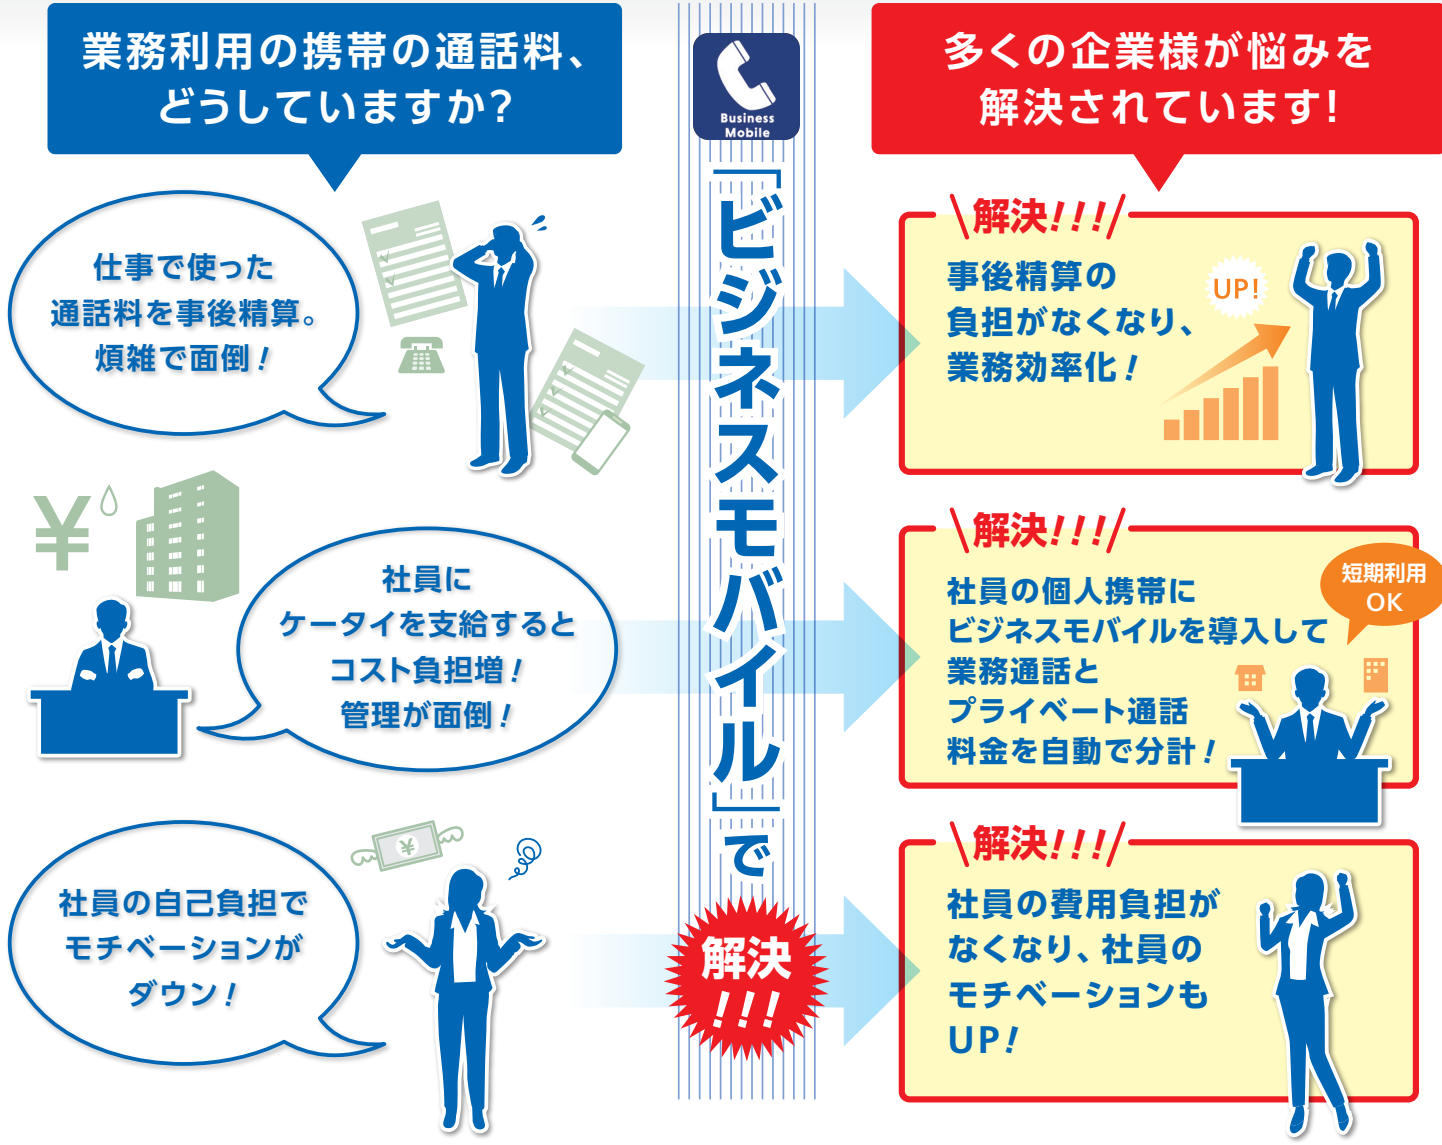 業務利用の携帯の通話料、
どうしていますか？
仕事で使った
通話料を事後精算。
煩雑で面倒！
¥
社員に
ケータイを支給すると
コスト負担増！
管理が面倒！
¥
社員の自己負担で
モチベーションが
ダウン！
Business
Mobile
「ビジネスモバイル」で
解決
!!!
多くの企業様が悩みを
解決されています！
解決!!!
事後精算の
負担がなくなり、
業務効率化！
UP!
解決!!!
社員の個人携帯に
ビジネスモバイルを導入して
業務通話と
プライベート通話
料金を自動で分計！
短期利用
OK
解決!!!
社員の費用負担が
なくなり、社員の
モチベーションも
UP！